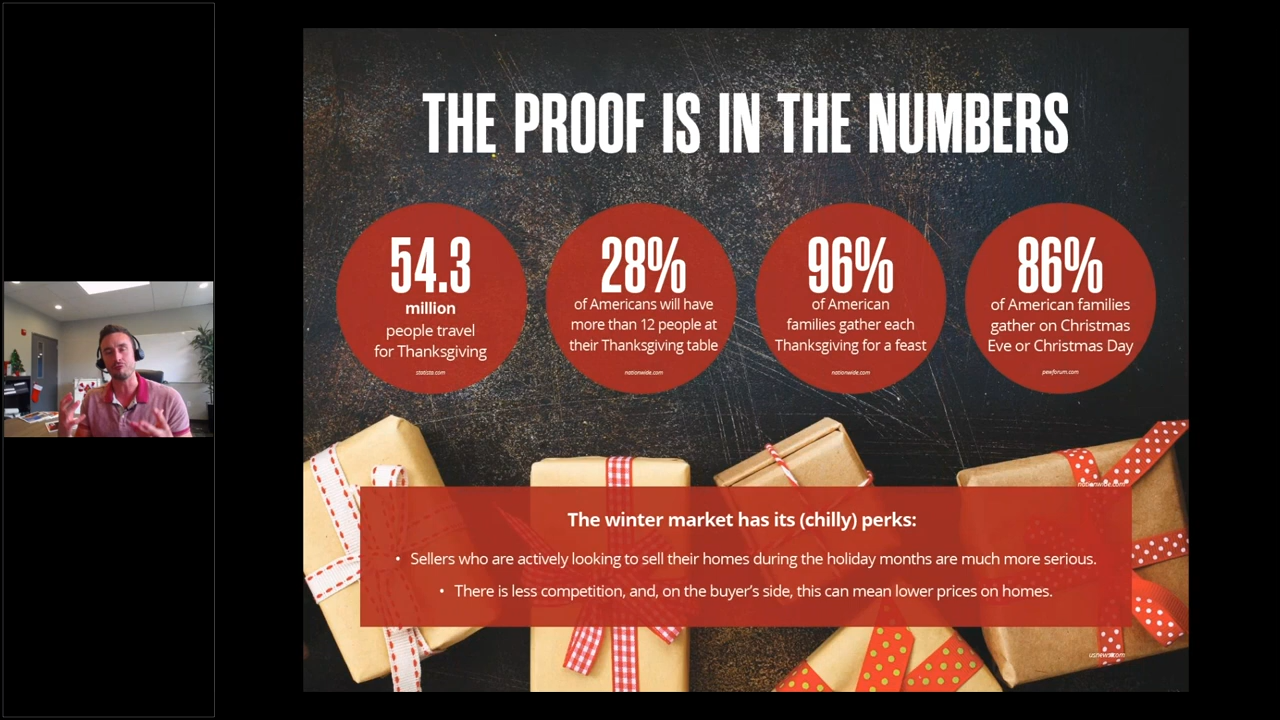 THE PROOF IS IN THE NUMBERS
54.3
million
people travel
for Thanksgiving
statista.com
28%
of Americans will have
more than 12 people at
their Thanksgiving table
nationwide.com
96%
of American
families gather each
Thanksgiving for a feast
nationwide.com
86%
of American families
gather on Christmas
Eve or Christmas Day
pewforum.com
nationwide.com
The winter market has its (chilly) perks:
• Sellers who are actively looking to sell their homes during the holiday months are much more serious.
• There is less competition, and, on the buyer's side, this can mean lower prices on homes.
usnews.com